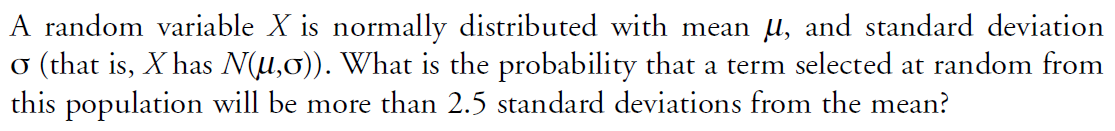 A random variable X is normally distributed with mean μ, and standard deviation
σ (that is, X has N(μ,σ)). What is the probability that a term selected at random from
this population will be more than 2.5 standard deviations from the mean?